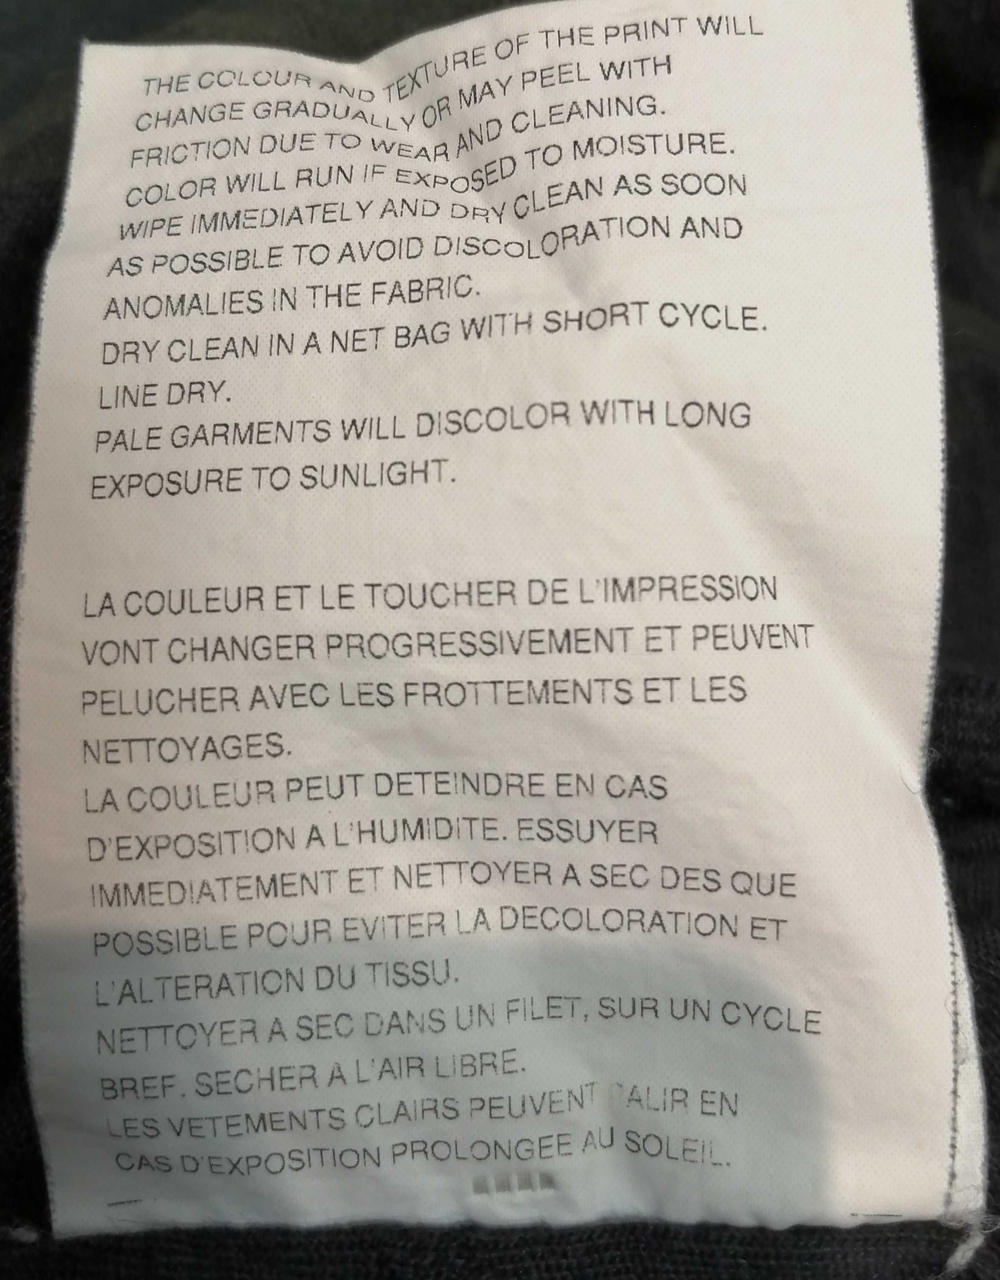 THE COLOUR AND TEXTURE OF THE PRINT WILL
CHANGE GRADUALLY OR MAY PEEL WITH
FRICTION DUE TO WEAR AND CLEANING.
COLOR WILL RUN IF EXPOSED TO MOISTURE.
WIPE IMMEDIATELY AND DRY CLEAN AS SOON
AS POSSIBLE TO AVOID DISCOLORATION AND
ANOMALIES IN THE FABRIC.
DRY CLEAN IN A NET BAG WITH SHORT CYCLE.
LINE DRY.
PALE GARMENTS WILL DISCOLOR WITH LONG
EXPOSURE TO SUNLIGHT.
LA COULEUR ET LE TOUCHER DE L'IMPRESSION
VONT CHANGER PROGRESSIVEMENT ET PEUVENT
PELUCHER AVEC LES FROTTEMENTS ET LES
NETTOYAGES.
LA COULEUR PEUT DETEINDRE EN CAS
D'EXPOSITION A L'HUMIDITE. ESSUYER
IMMEDIATEMENT ET NETTOYER A SEC DES QUE
POSSIBLE POUR EVITER LA DECOLORATION ET
L'ALTERATION DU TISSU.
NETTOYER A SEC DANS UN FILET, SUR UN CYCLE
BREF. SECHER A L'AIR LIBRE.
LES VETEMENTS CLAIRS PEUVENT PALIR EN
CAS D'EXPOSITION PROLONGEE AU SOLEIL.